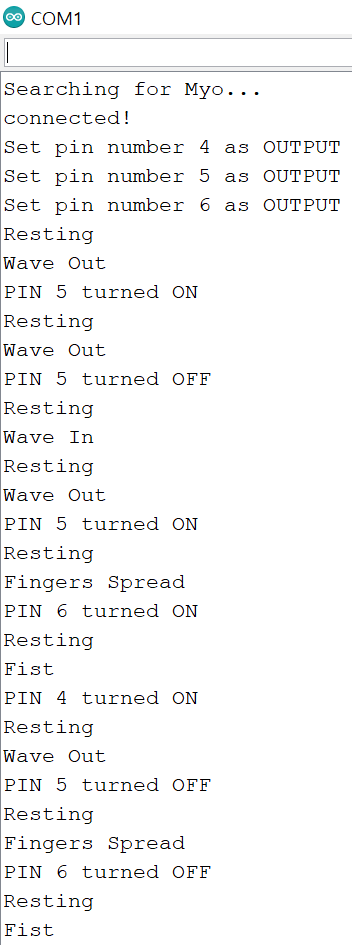 COM1
Searching for Myo...
connected!
Set pin number 4 as OUTPUT
Set pin number 5 as OUTPUT
Set pin number 6 as OUTPUT
Resting
Wave Out
PIN 5 turned ON
Resting
Wave Out
PIN 5 turned OFF
Resting
Wave In
Resting
Wave Out
PIN 5 turned ON
Resting
Fingers Spread
PIN 6 turned ON
Resting
Fist
PIN 4 turned ON
Resting
Wave Out
PIN 5 turned OFF
Resting
Fingers Spread
PIN 6 turned OFF
Resting
Fist